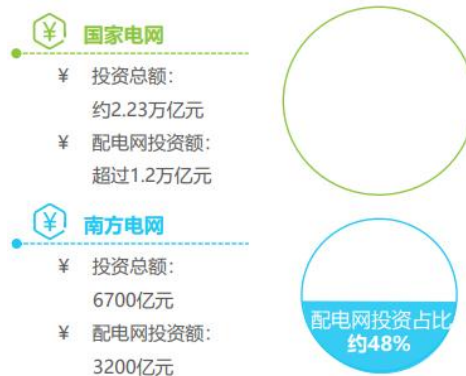 国家电网
¥ 投资总额：
约2.23万亿元
¥ 配电网投资额：
超过1.2万亿元
南方电网
¥ 投资总额：
6700亿元
¥ 配电网投资额：
3200亿元
配电网投资占比
约48%